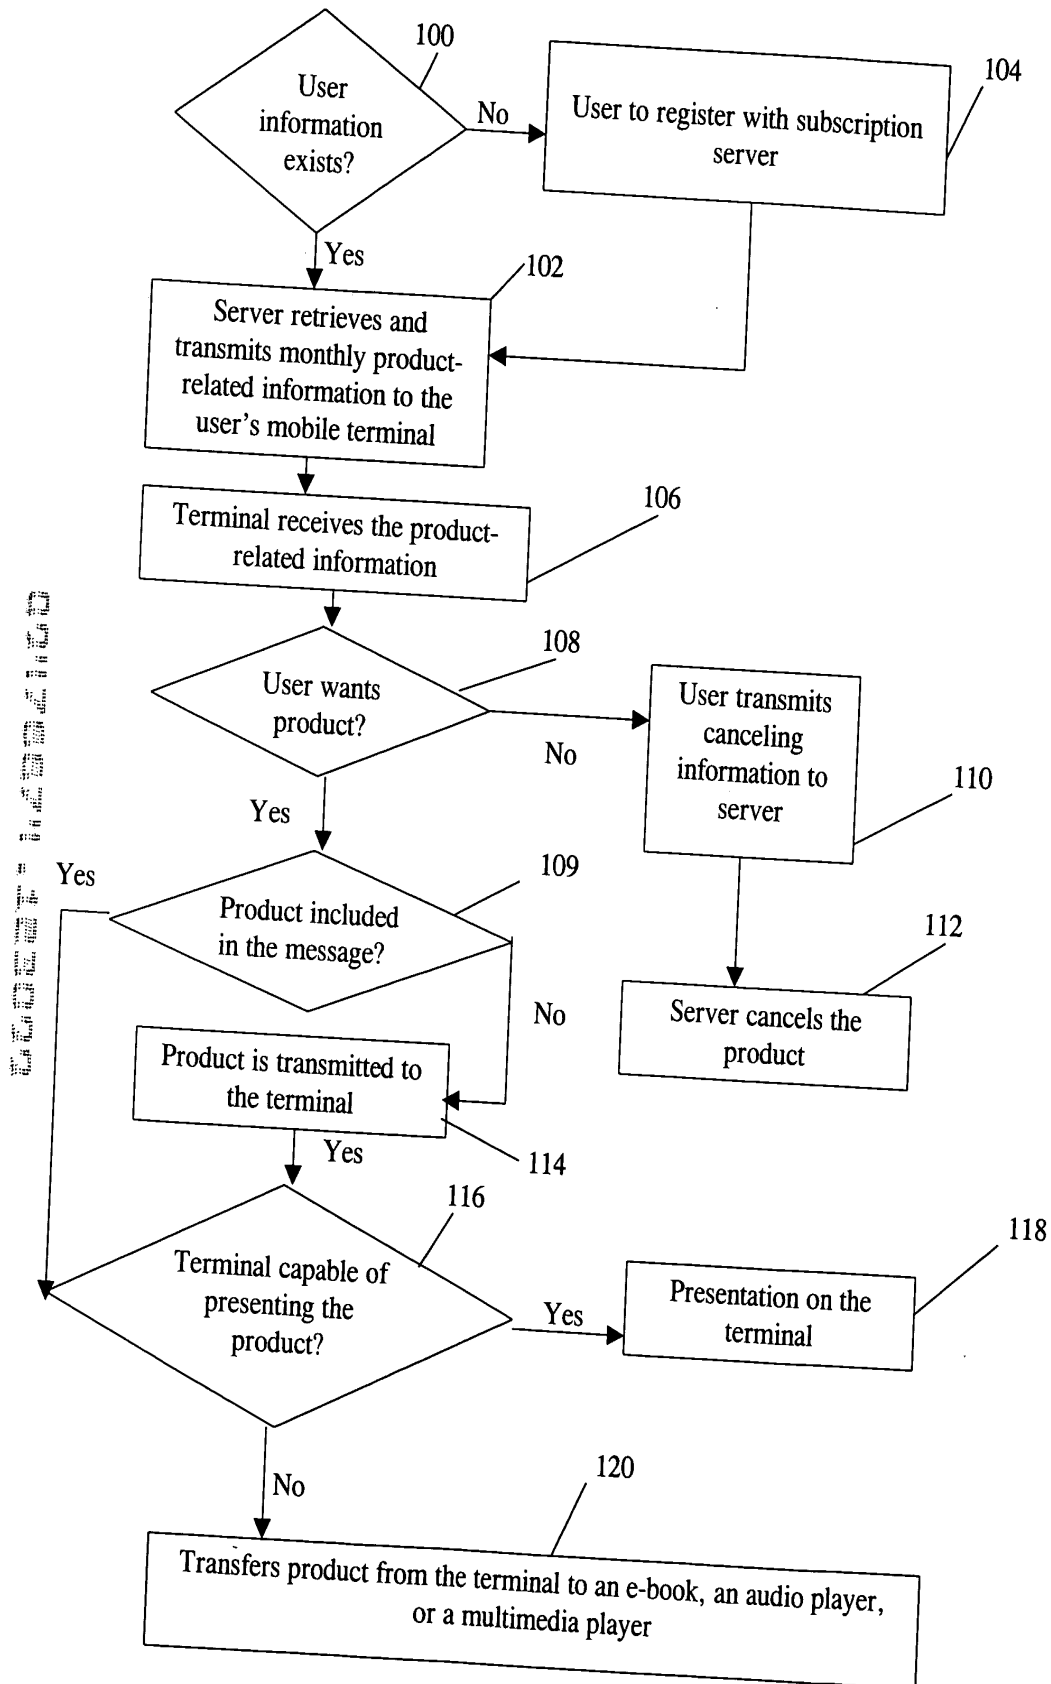 100
User
information
exists?
No
User to register with subscription
server
104
Yes
102
Server retrieves and
transmits monthly product-
related information to the
user's mobile terminal
106
Terminal receives the product-
related information
108
User wants
product?
No
User transmits
canceling
information to
server
110
Yes
109
Product included
in the message?
Yes
No
112
Server cancels the
product
Product is transmitted to
the terminal
114
Yes
116
Terminal capable of
presenting the
product?
Yes
118
Presentation on the
terminal
No
120
Transfers product from the terminal to an e-book, an audio player,
or a multimedia player